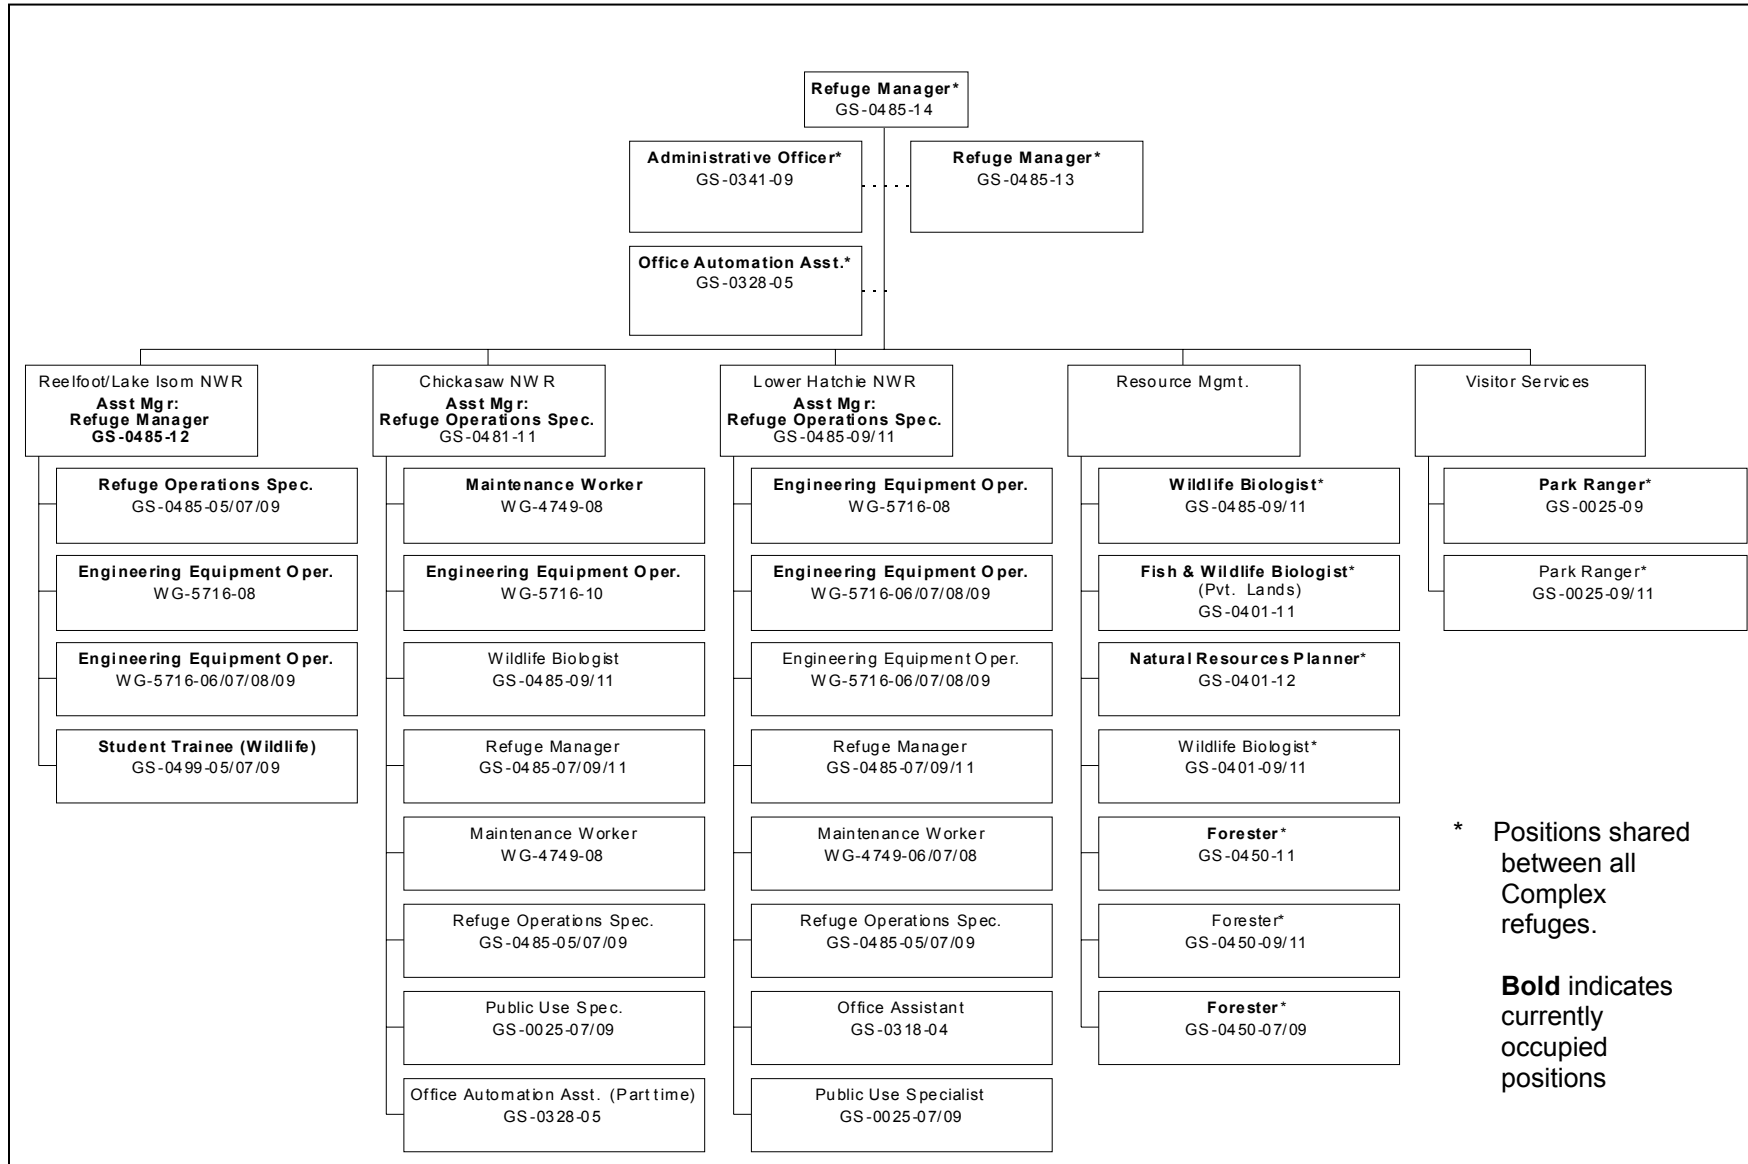 Refuge Manager*
GS-0485-14
Administrative Officer*
GS-0341-09
Refuge Manager*
GS-0485-13
Office Automation Asst.*
GS-0328-05
Reelfoot/Lake Isom NWR
Asst Mgr:
Refuge Manager
GS-0485-12
Refuge Operations Spec.
GS-0485-05/07/09
Engineering Equipment Oper.
WG-5716-08
Engineering Equipment Oper.
WG-5716-06/07/08/09
Student Trainee (Wildlife)
GS-0499-05/07/09
Chickasaw NWR
Asst Mgr:
Refuge Operations Spec.
GS-0481-11
Maintenance Worker
WG-4749-08
Engineering Equipment Oper.
WG-5716-10
Wildlife Biologist
GS-0485-09/11
Refuge Manager
GS-0485-07/09/11
Maintenance Worker
WG-4749-08
Refuge Operations Spec.
GS-0485-05/07/09
Public Use Spec.
GS-0025-07/09
Office Automation Asst. (Part time)
GS-0328-05
Lower Hatchie NWR
Asst Mgr:
Refuge Operations Spec.
GS-0485-09/11
Engineering Equipment Oper.
WG-5716-08
Engineering Equipment Oper.
WG-5716-06/07/08/09
Engineering Equipment Oper.
WG-5716-06/07/08/09
Refuge Manager
GS-0485-07/09/11
Maintenance Worker
WG-4749-06/07/08
Refuge Operations Spec.
GS-0485-05/07/09
Office Assistant
GS-0318-04
Public Use Specialist
GS-0025-07/09
Resource Mgmt.
Wildlife Biologist*
GS-0485-09/11
Fish & Wildlife Biologist*
(Pvt. Lands)
GS-0401-11
Natural Resources Planner*
GS-0401-12
Wildlife Biologist*
GS-0401-09/11
Forester*
GS-0450-11
Forester*
GS-0450-09/11
Forester*
GS-0450-07/09
Visitor Services
Park Ranger*
GS-0025-09
Park Ranger*
GS-0025-09/11
* Positions shared
between all
Complex
refuges.
Bold indicates
currently
occupied
positions